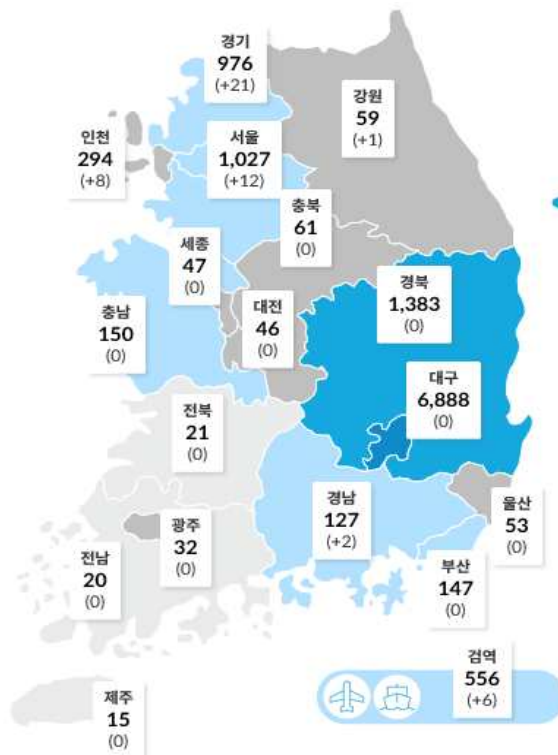 경기
976
(+21)
강원
59
(+1)
인천
294
(+8)
서울
1,027
(+12)
충북
61
(0)
세종
47
(0)
경북
1,383
(0)
충남
150
(0)
대전
46
(0)
대구
6,888
(0)
전북
21
(0)
경남
127
(+2)
울산
53
(0)
광주
32
(0)
전남
20
(0)
부산
147
(0)
검역
556
(+6)
제주
15
(0)